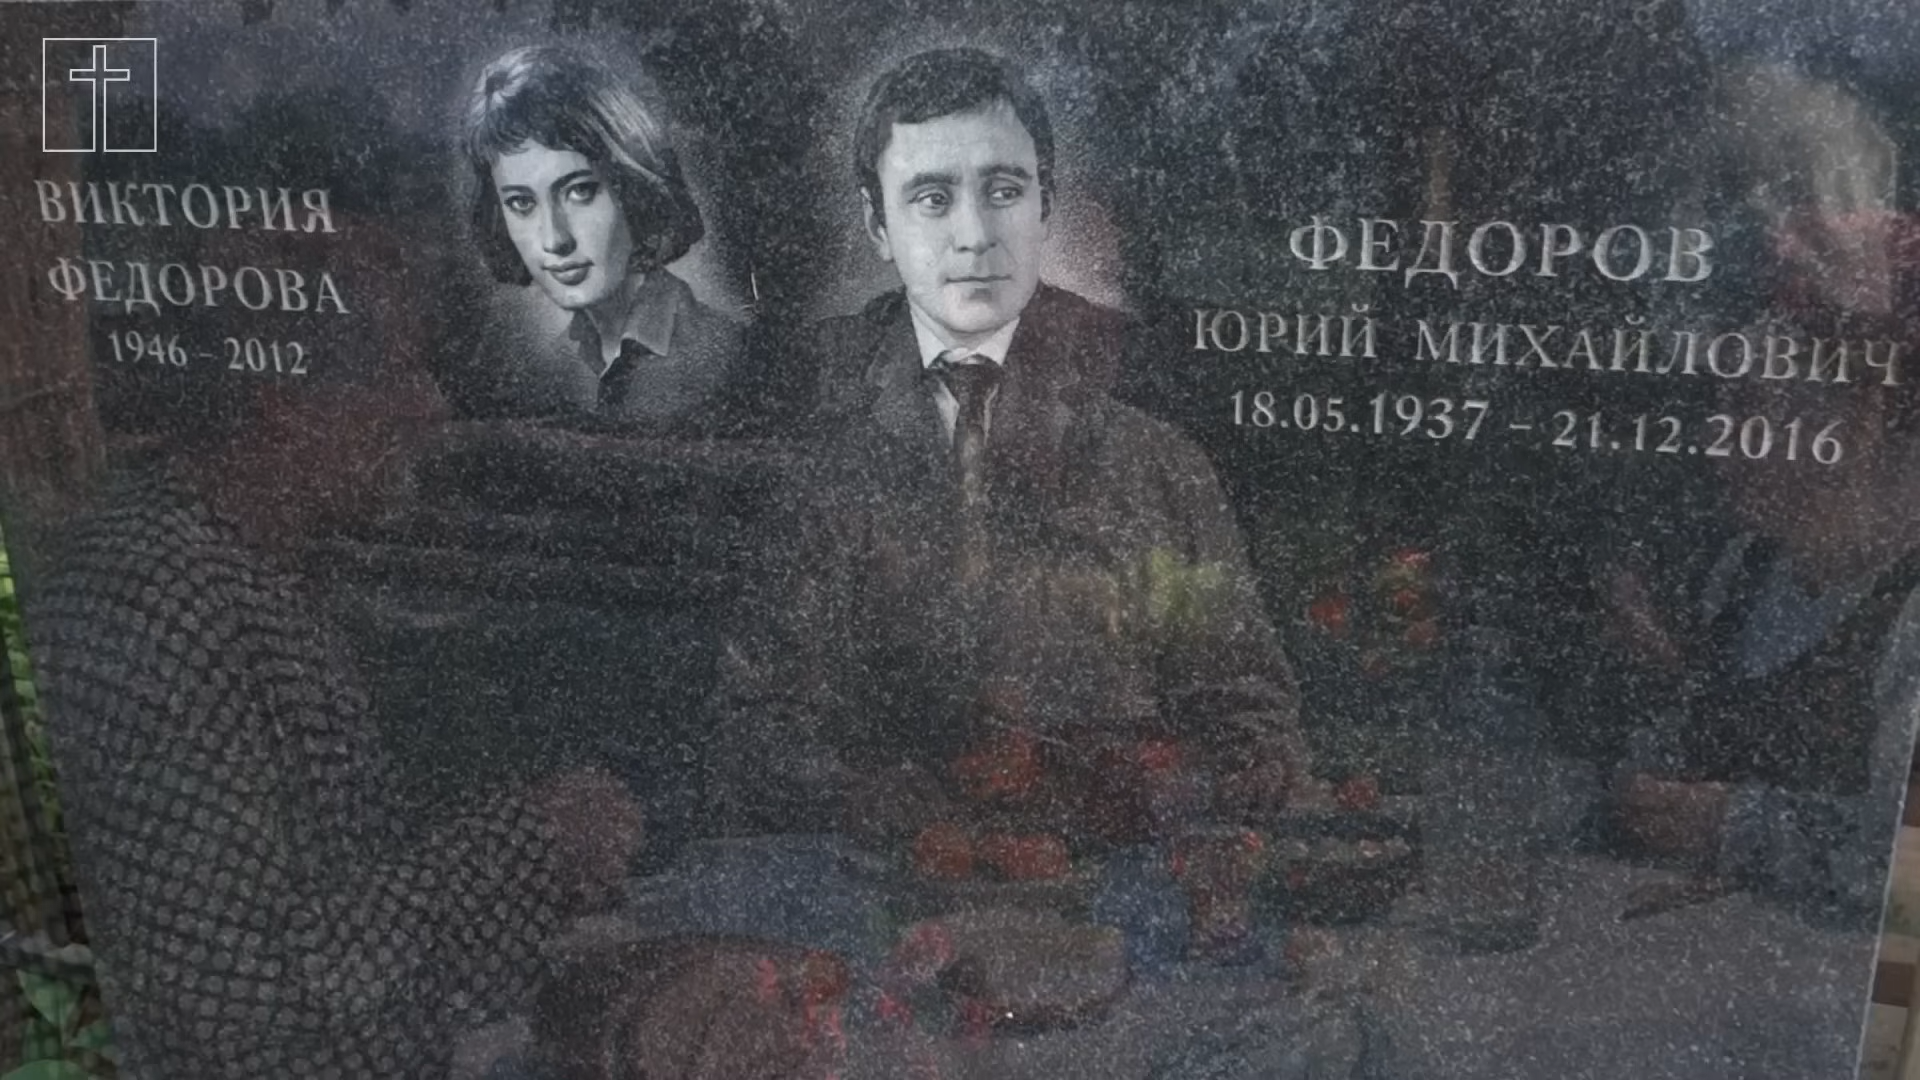 ВИКТОРИЯ
ФЕДОРОВА
1946 - 2012
ФЕДОРОВ
ЮРИЙ МИХАЙЛОВИЧ
18.05.1937 - 21.12.2016